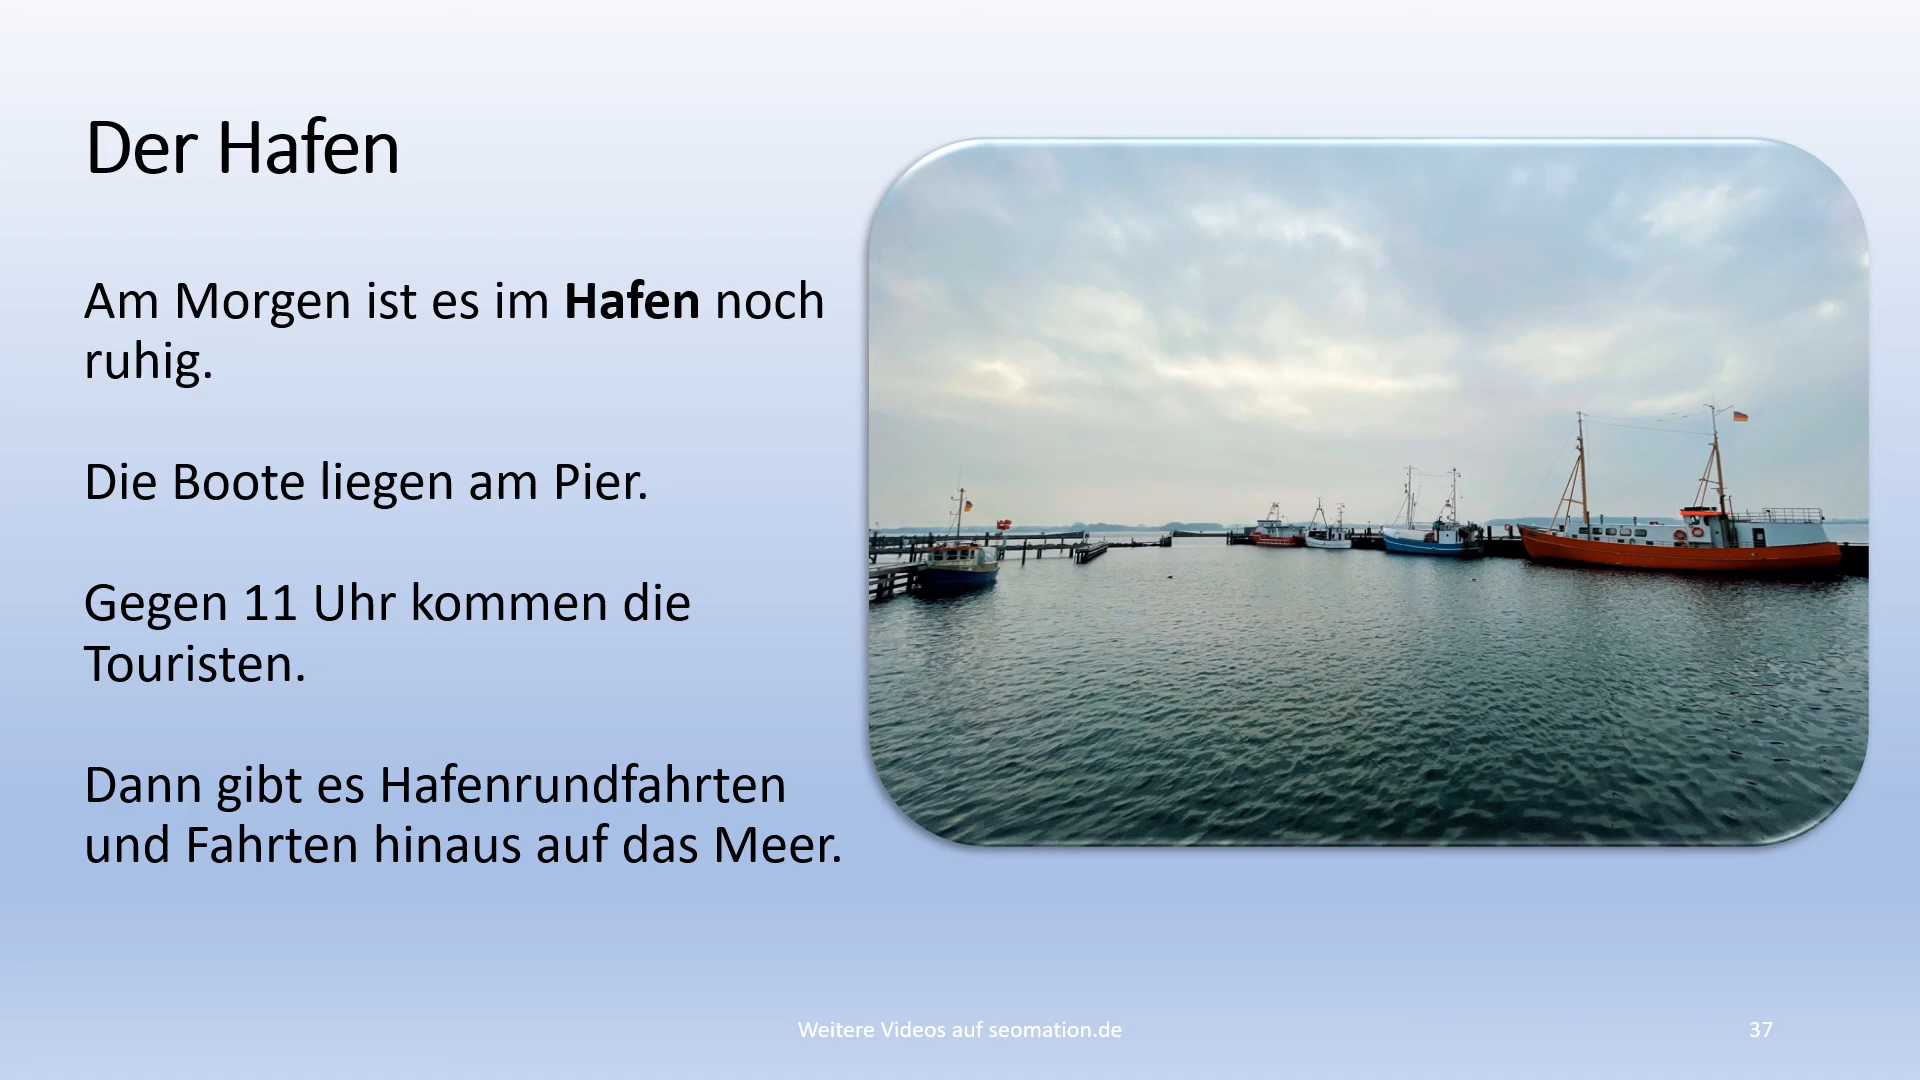 Der Hafen
Am Morgen ist es im Hafen noch
ruhig.
Die Boote liegen am Pier.
Gegen 11 Uhr kommen die
Touristen.
Dann gibt es Hafenrundfahrten
und Fahrten hinaus auf das Meer.
Weitere Videos auf seomation.de
37